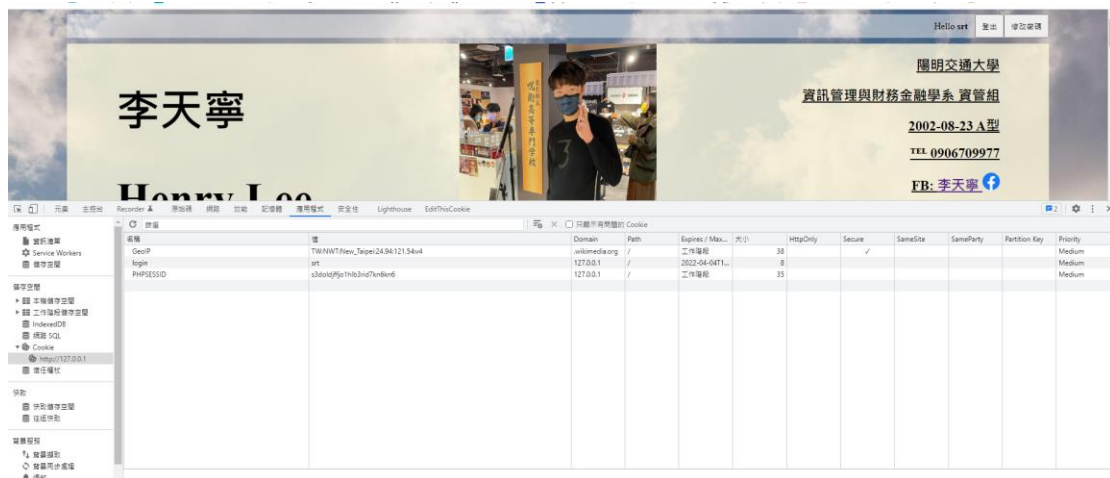 Hello srt 登出 修改密碼
陽明交通大學
資訊管理與財務金融學系 資管組
2002-08-23 A型
TEL 0906709977
FB: 李天寧
李天寧
Henry Lee
元素 主控台 Recorder 原始碼 網路 效能 記憶體 應用程式 安全性 Lighthouse EditThisCookie 2
應用程式
資訊清單
Service Workers
儲存空間
儲存空間
本機儲存空間
工作階段儲存空間
IndexedDB
網路 SQL
Cookie
http://127.0.0.1
信任權杖
快取
快取儲存空間
往返快取
背景服務
背景擷取
背景同步處理
通知
篩選 只顯示有問題的 Cookie
名稱 值 Domain Path Expires / Max... 大小 HttpOnly Secure SameSite SameParty Partition Key Priority
GeoIP TW:NWT:New_Taipei:24.94:121.54:v4 .wikimedia.org / 工作階段 38 ✓ Medium
login srt 127.0.0.1 / 2022-04-04T1... 8 Medium
PHPSESSID 127.0.0.1 / 工作階段 35 Medium